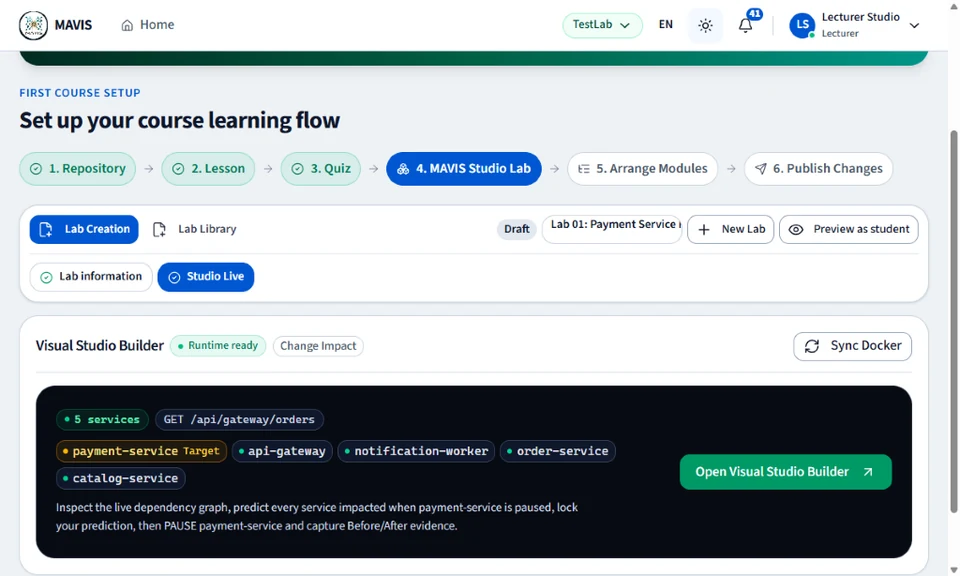 MAVIS
Home
TestLab
EN
41
LS
Lecturer Studio
Lecturer
FIRST COURSE SETUP
Set up your course learning flow
1. Repository
2. Lesson
3. Quiz
4. MAVIS Studio Lab
5. Arrange Modules
6. Publish Changes
Lab Creation
Lab Library
Draft
Lab 01: Payment Service
New Lab
Preview as student
Lab information
Studio Live
Visual Studio Builder
Runtime ready
Change Impact
Sync Docker
5 services
GET /api/gateway/orders
payment-service Target
api-gateway
notification-worker
order-service
catalog-service
Open Visual Studio Builder
Inspect the live dependency graph, predict every service impacted when payment-service is paused, lock
your prediction, then PAUSE payment-service and capture Before/After evidence.